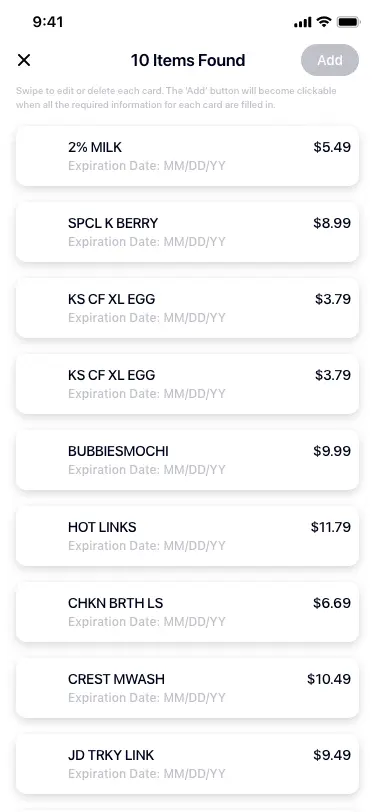 9:41
10 Items Found
Add
Swipe to edit or delete each card. The 'Add' button will become clickable
when all the required information for each card are filled in.
2% MILK $5.49
Expiration Date: MM/DD/YY
SPCL K BERRY $8.99
Expiration Date: MM/DD/YY
KS CF XL EGG $3.79
Expiration Date: MM/DD/YY
KS CF XL EGG $3.79
Expiration Date: MM/DD/YY
BUBBIESMOCHI $9.99
Expiration Date: MM/DD/YY
HOT LINKS $11.79
Expiration Date: MM/DD/YY
CHKN BRTH LS $6.69
Expiration Date: MM/DD/YY
CREST MWASH $10.49
Expiration Date: MM/DD/YY
JD TRKY LINK $9.49
Expiration Date: MM/DD/YY